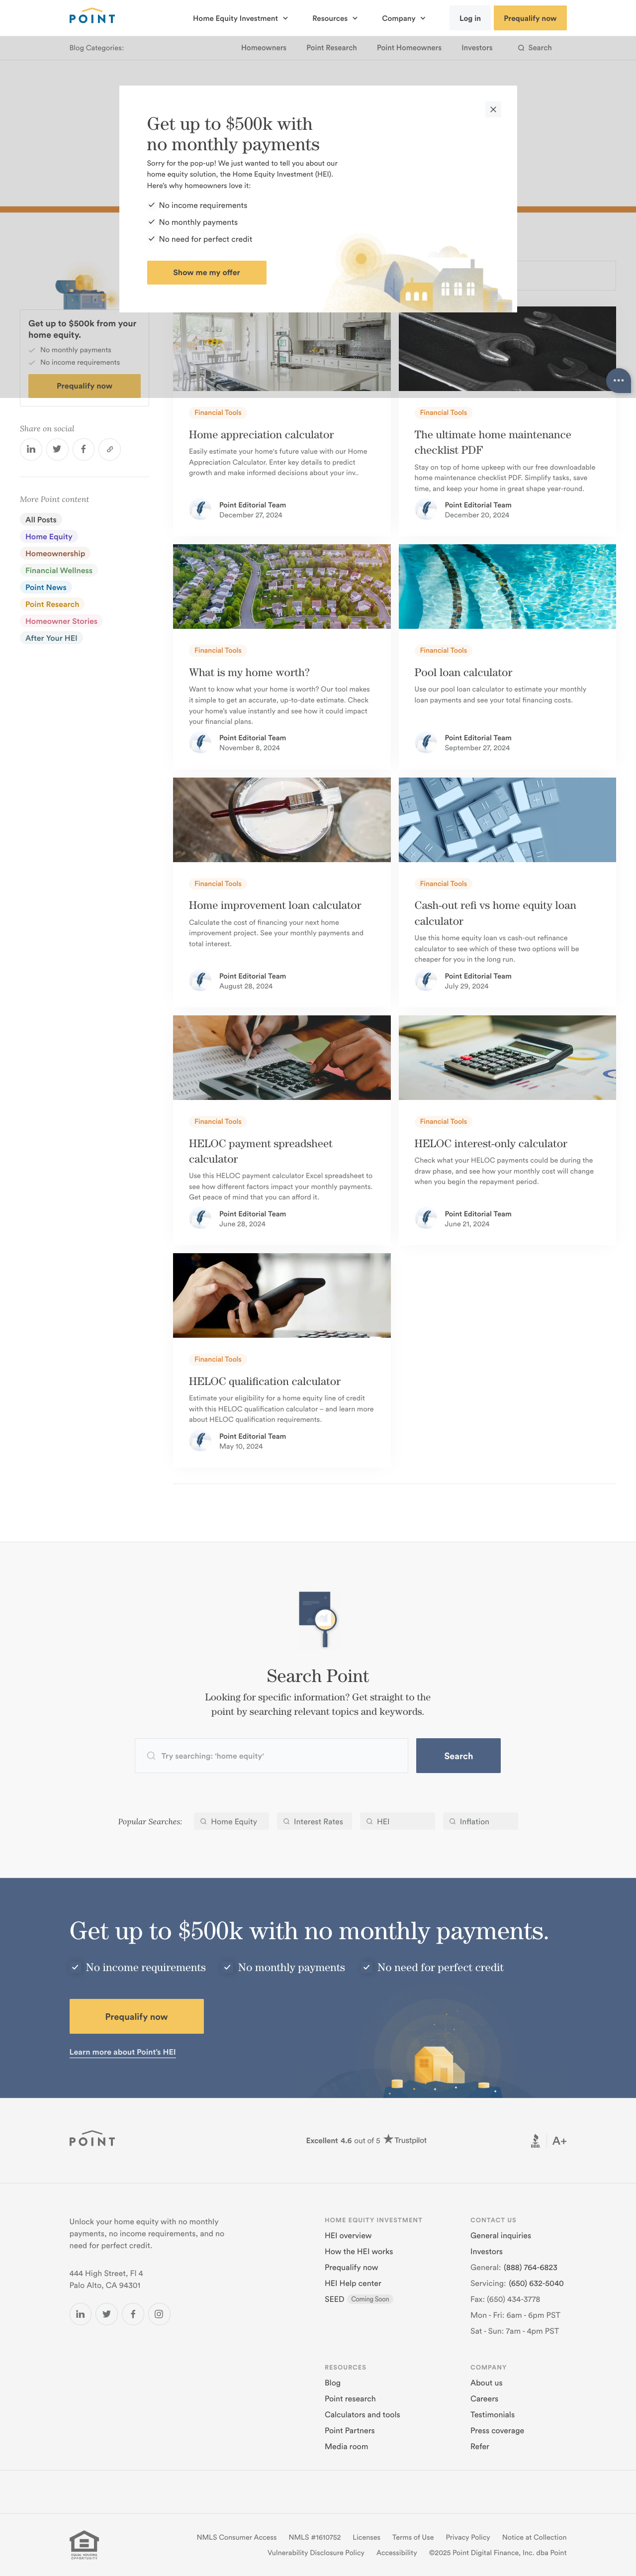 POINT
Home Equity Investment
Resources
Company
Log in
Prequalify now
Blog Categories:
Homeowners
Point Research
Point Homeowners
Investors
Search
Get up to $500k with
no monthly payments
Sorry for the pop-up! We just wanted to tell you about our
home equity solution, the Home Equity Investment (HEI).
Here's why homeowners love it:
No income requirements
No monthly payments
No need for perfect credit
Show me my offer
Get up to $500k from your
home equity.
No monthly payments
No income requirements
Prequalify now
Share on social
More Point content
All Posts
Home Equity
Homeownership
Financial Wellness
Point News
Point Research
Homeowner Stories
After Your HEI
Financial Tools
Home appreciation calculator
Easily estimate your home's future value with our Home
Appreciation Calculator. Enter key details to predict
growth and make informed decisions about your inv..
Point Editorial Team
December 27, 2024
Financial Tools
The ultimate home maintenance
checklist PDF
Stay on top of home upkeep with our free downloadable
home maintenance checklist PDF. Simplify tasks, save
time, and keep your home in great shape year-round.
Point Editorial Team
December 20, 2024
Financial Tools
What is my home worth?
Want to know what your home is worth? Our tool makes
it simple to get an accurate, up-to-date estimate. Check
your home's value instantly and see how it could impact
your financial plans.
Point Editorial Team
November 8, 2024
Financial Tools
Pool loan calculator
Use our pool loan calculator to estimate your monthly
loan payments and see your total financing costs.
Point Editorial Team
September 27, 2024
Financial Tools
Home improvement loan calculator
Calculate the cost of financing your next home
improvement project. See your monthly payments and
total interest.
Point Editorial Team
August 28, 2024
Financial Tools
Cash-out refi vs home equity loan
calculator
Use this home equity loan vs cash-out refinance
calculator to see which of these two options will be
cheaper for you in the long run.
Point Editorial Team
July 29, 2024
Financial Tools
HELOC payment spreadsheet
calculator
Use this HELOC payment calculator Excel spreadsheet to
see how different factors impact your monthly payments.
Get peace of mind that you can afford it.
Point Editorial Team
June 28, 2024
Financial Tools
HELOC interest-only calculator
Check what your HELOC payments could be during the
draw phase, and see how your monthly cost will change
when you begin the repayment period.
Point Editorial Team
June 21, 2024
Financial Tools
HELOC qualification calculator
Estimate your eligibility for a home equity line of credit
with this HELOC qualification calculator – and learn more
about HELOC qualification requirements.
Point Editorial Team
May 10, 2024
Search Point
Looking for specific information? Get straight to the
point by searching relevant topics and keywords.
Try searching: 'home equity'
Search
Popular Searches:
Home Equity
Interest Rates
HEI
Inflation
Get up to $500k with no monthly payments.
No income requirements
No monthly payments
No need for perfect credit
Prequalify now
Learn more about Point's HEI
POINT
Excellent 4.6 out of 5 Trustpilot
BBB
A+
Unlock your home equity with no monthly
payments, no income requirements, and no
need for perfect credit.
444 High Street, Fl 4
Palo Alto, CA 94301
HOME EQUITY INVESTMENT
HEI overview
How the HEI works
Prequalify now
HEI Help center
SEED Coming Soon
CONTACT US
General inquiries
Investors
General: (888) 764-6823
Servicing: (650) 632-5040
Fax: (650) 434-3778
Mon - Fri: 6am - 6pm PST
Sat - Sun: 7am - 4pm PST
RESOURCES
Blog
Point research
Calculators and tools
Point Partners
Media room
COMPANY
About us
Careers
Testimonials
Press coverage
Refer
EQUAL HOUSING
OPPORTUNITY
NMLS Consumer Access
NMLS #1610752
Licenses
Terms of Use
Privacy Policy
Notice at Collection
Vulnerability Disclosure Policy
Accessibility
©2025 Point Digital Finance, Inc. dba Point